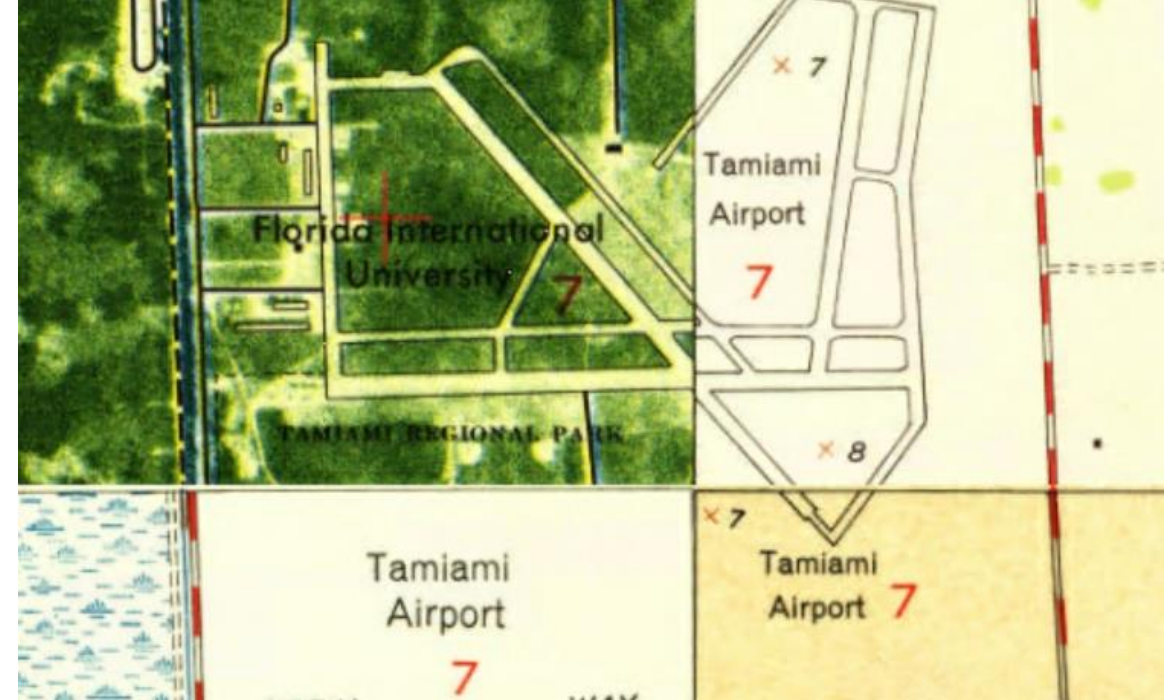 7
Tamiami
Airport
7
Florida International
University
7
TAMIAMI REGIONAL PARK
8
7
Tamiami
Airport
7
Tamiami
Airport
7
WAY